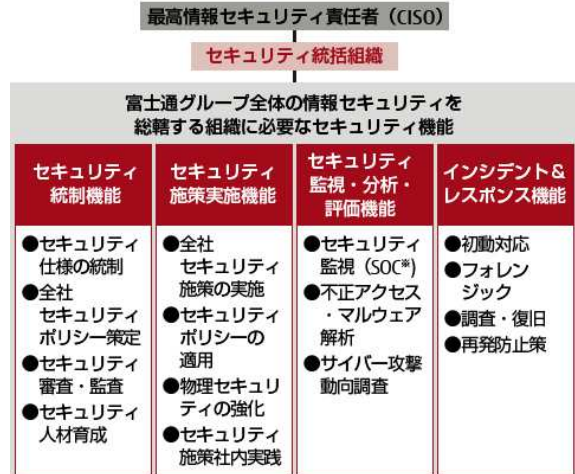 最高情報セキュリティ責任者（CISO）
セキュリティ統括組織
富士通グループ全体の情報セキュリティを
総轄する組織に必要なセキュリティ機能
セキュリティ
統制機能
●セキュリティ
仕様の統制
●全社
セキュリティ
ポリシー策定
●セキュリティ
審査・監査
●セキュリティ
人材育成
セキュリティ
施策実施機能
●全社
セキュリティ
施策の実施
●セキュリティ
ポリシーの
適用
●物理セキュリ
ティの強化
●セキュリティ
施策社内実践
セキュリティ
監視・分析・
評価機能
●セキュリティ
監視（SOC※)
●不正アクセス
・マルウェア
解析
●サイバー攻撃
動向調査
インシデント＆
レスポンス機能
●初動対応
●フォレン
ジック
●調査・復旧
●再発防止策